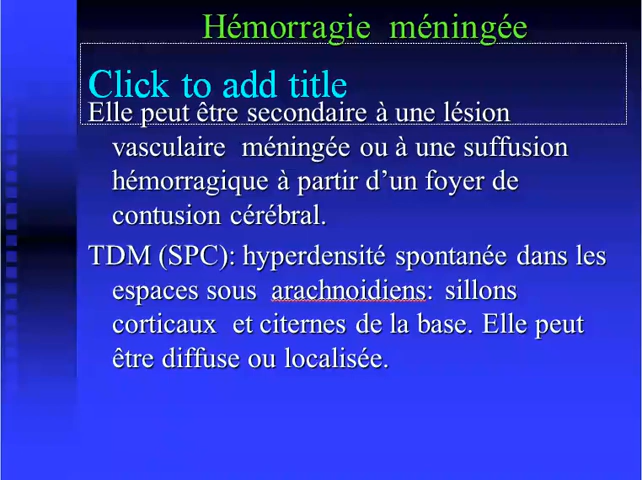 Hémorragie méningée
Click to add title
Elle peut être secondaire à une lésion
vasculaire méningée ou à une suffusion
hémorragique à partir d’un foyer de
contusion cérébral.
TDM (SPC): hyperdensité spontanée dans les
espaces sous arachnoidiens: sillons
corticaux et citernes de la base. Elle peut
être diffuse ou localisée.